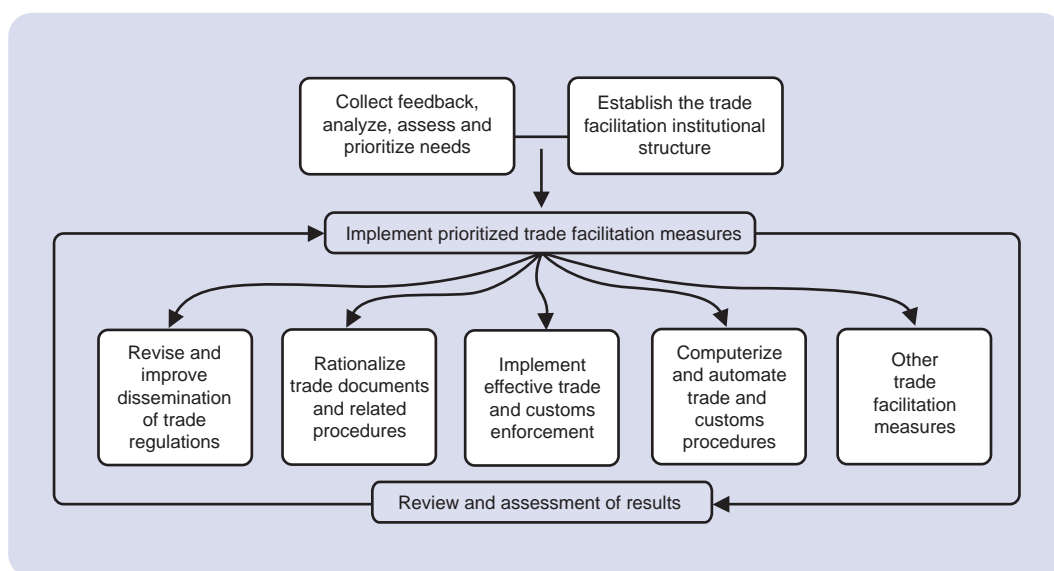 Collect feedback,
analyze, assess and
prioritize needs
Establish the trade
facilitation institutional
structure
Implement prioritized trade facilitation measures
Revise and
improve
dissemination
of trade
regulations
Rationalize
trade documents
and related
procedures
Implement
effective trade
and customs
enforcement
Computerize
and automate
trade and
customs
procedures
Other
trade
facilitation
measures
Review and assessment of results